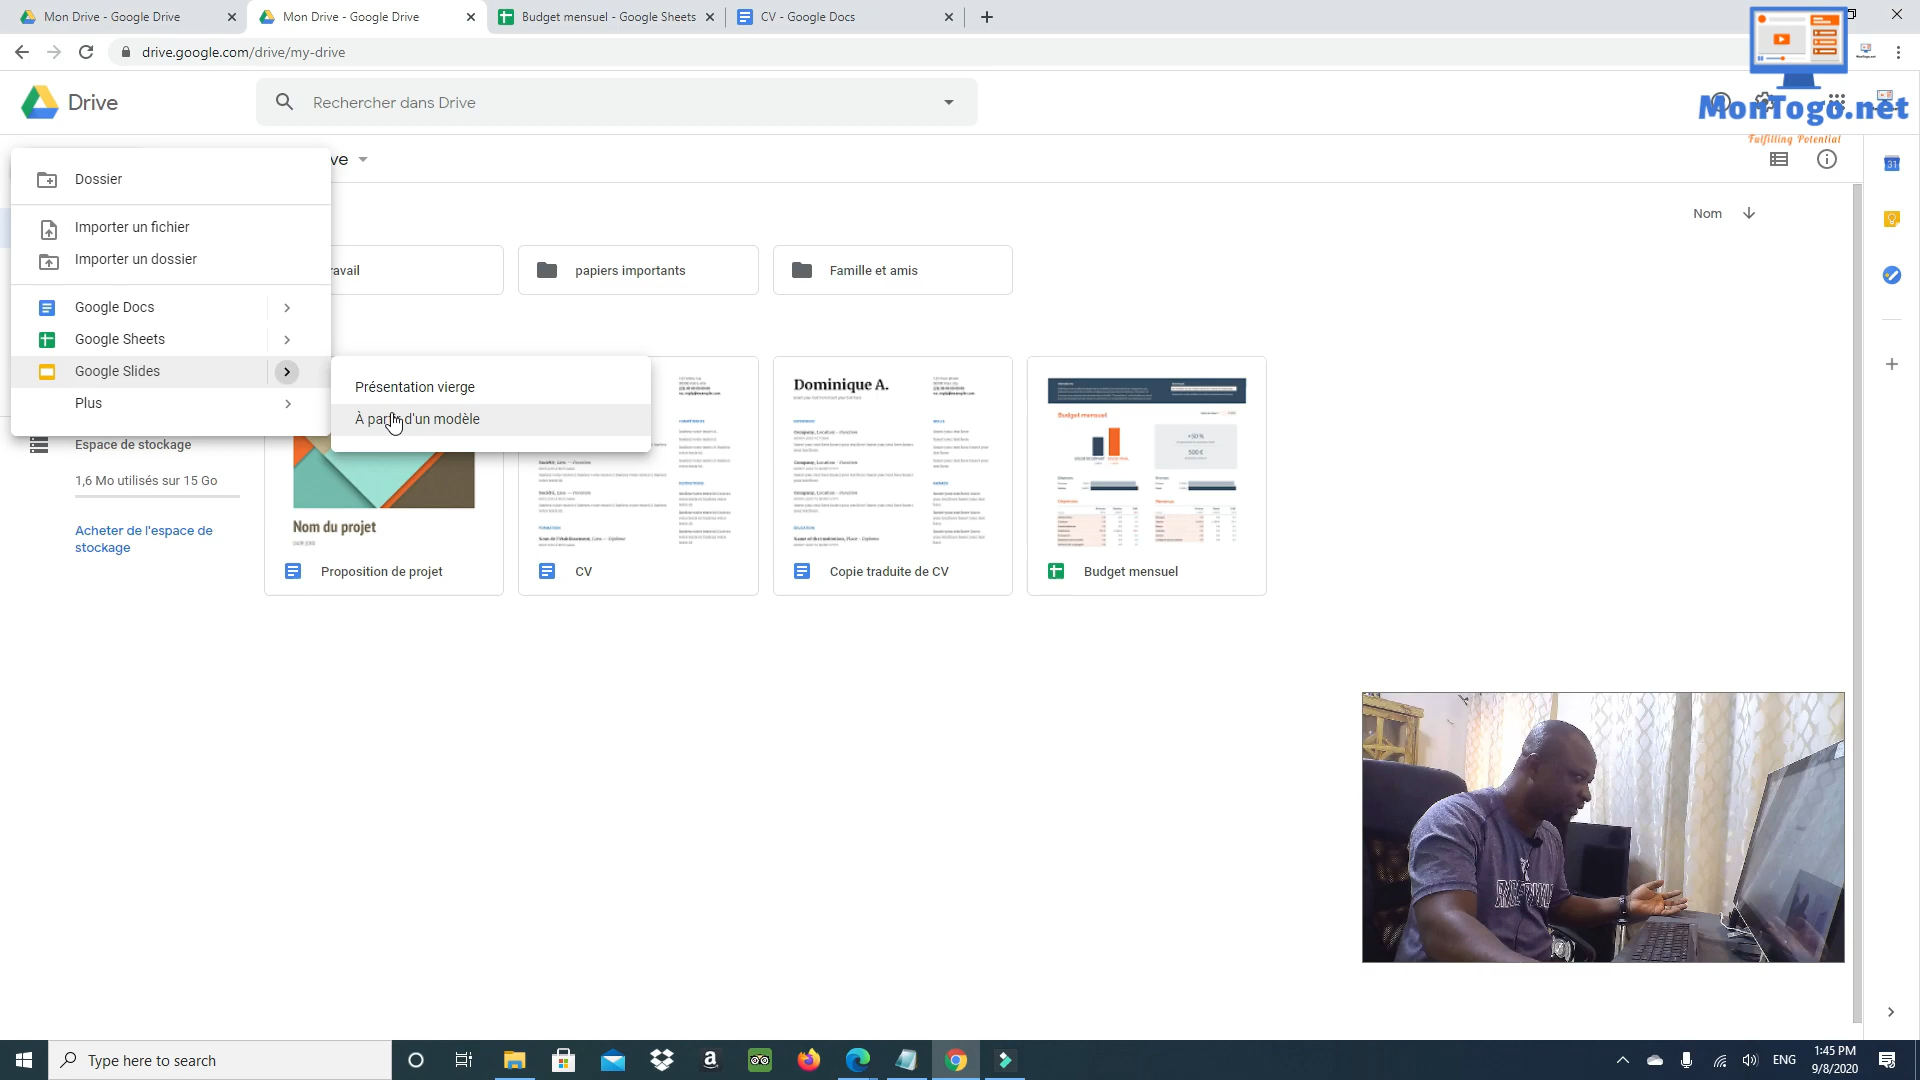 Mon Drive - Google Drive
Mon Drive - Google Drive
Budget mensuel - Google Sheets
CV - Google Docs
drive.google.com/drive/my-drive
MonTogo.net
Fulfilling Potential
Drive
Rechercher dans Drive
ve
Dossier
Importer un fichier
Importer un dossier
Google Docs
Google Sheets
Google Slides
Plus
Présentation vierge
À partir d'un modèle
Nom
ravail
papiers importants
Famille et amis
Espace de stockage
1,6 Mo utilisés sur 15 Go
Acheter de l'espace de
stockage
Nom du projet
Dominique A.
Budget mensuel
Proposition de projet
CV
Copie traduite de CV
Budget mensuel
31
Type here to search
ENG
1:45 PM
9/8/2020